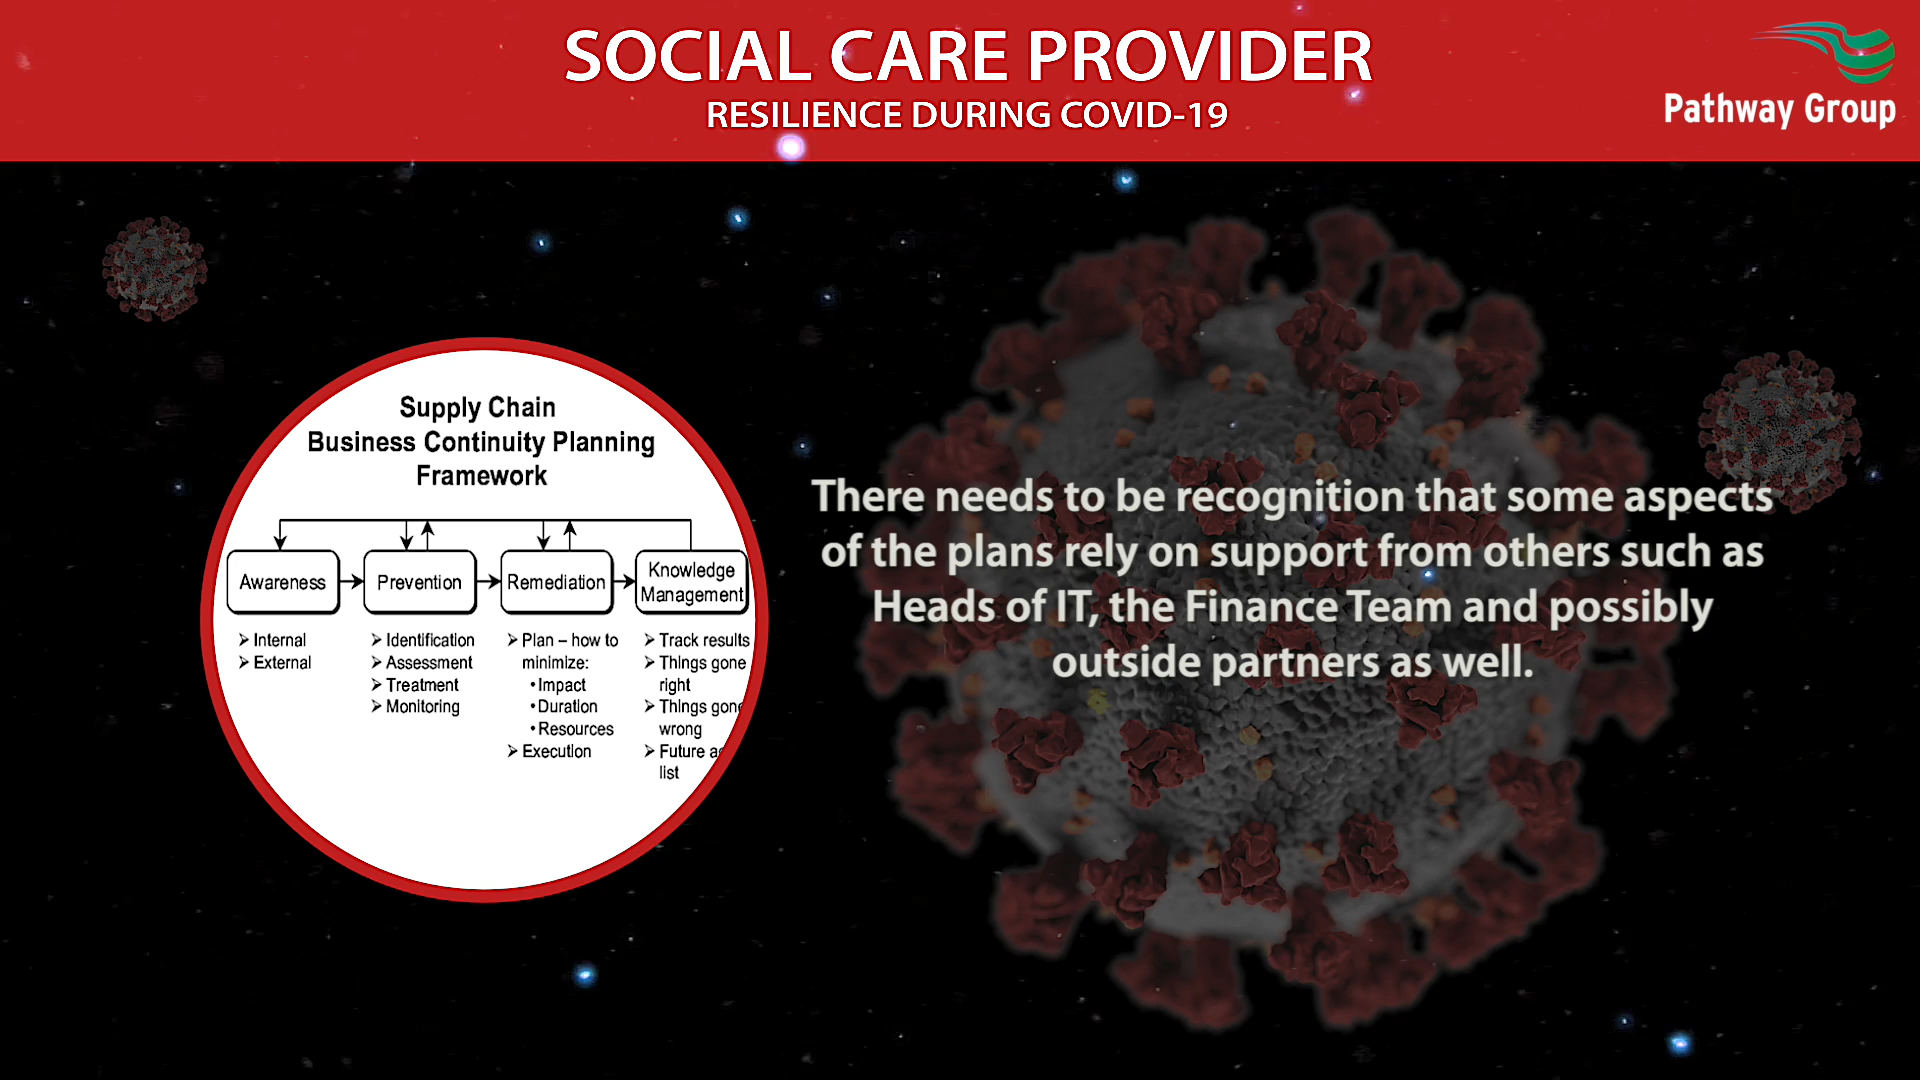 SOCIAL CARE PROVIDER
RESILIENCE DURING COVID-19
Pathway Group
Supply Chain
Business Continuity Planning
Framework
Awareness
Prevention
Remediation
Knowledge
Management
➢ Internal
➢ External
➢ Identification
➢ Assessment
➢ Treatment
➢ Monitoring
➢ Plan – how to
minimize:
• Impact
• Duration
• Resources
➢ Execution
➢ Track results
➢ Things gone
right
➢ Things gone
wrong
➢ Future
list
There needs to be recognition that some aspects
of the plans rely on support from others such as
Heads of IT, the Finance Team and possibly
outside partners as well.